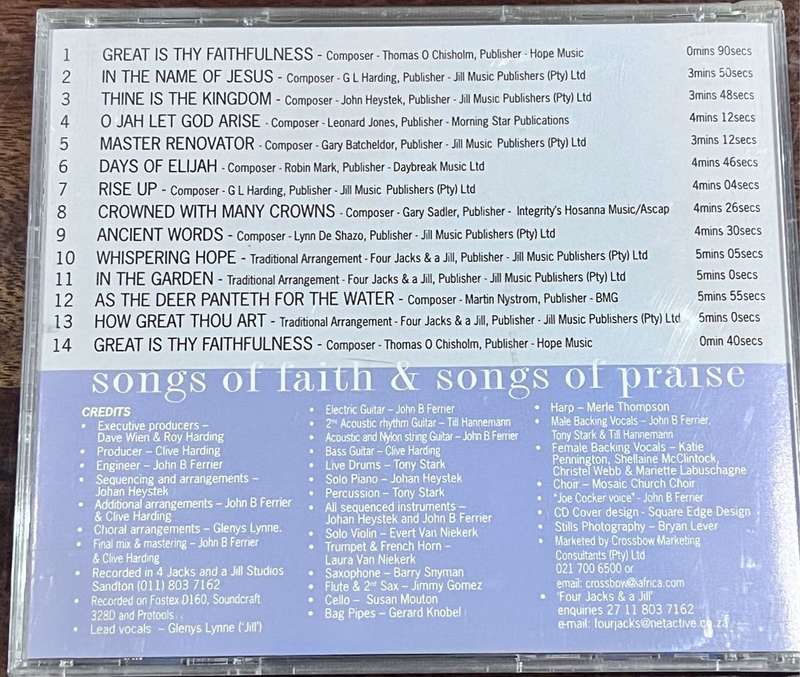 1 GREAT IS THY FAITHFULNESS - Composer - Thomas O Chisholm, Publisher - Hope Music 0mins 90secs
2 IN THE NAME OF JESUS - Composer - G L Harding, Publisher - Jill Music Publishers (Pty) Ltd 3mins 50secs
3 THINE IS THE KINGDOM - Composer - John Heystek, Publisher - Jill Music Publishers (Pty) Ltd 3mins 48secs
4 O JAH LET GOD ARISE - Composer - Leonard Jones, Publisher - Morning Star Publications 4mins 12secs
5 MASTER RENOVATOR - Composer - Gary Batcheldor, Publisher - Jill Music Publishers (Pty) Ltd 3mins 12secs
6 DAYS OF ELIJAH - Composer - Robin Mark, Publisher - Daybreak Music Ltd 4mins 46secs
7 RISE UP - Composer - G L Harding, Publisher - Jill Music Publishers (Pty) Ltd 4mins 04secs
8 CROWNED WITH MANY CROWNS - Composer - Gary Sadler, Publisher - Integrity's Hosanna Music/Ascap 4mins 26secs
9 ANCIENT WORDS - Composer - Lynn De Shazo, Publisher - Jill Music Publishers (Pty) Ltd 4mins 30secs
10 WHISPERING HOPE - Traditional Arrangement - Four Jacks & a Jill, Publisher - Jill Music Publishers (Pty) Ltd 5mins 05secs
11 IN THE GARDEN - Traditional Arrangement - Four Jacks & a Jill, Publisher - Jill Music Publishers (Pty) Ltd 5mins 0secs
12 AS THE DEER PANTETH FOR THE WATER - Composer - Martin Nystrom, Publisher - BMG 5mins 55secs
13 HOW GREAT THOU ART - Traditional Arrangement - Four Jacks & a Jill, Publisher - Jill Music Publishers (Pty) Ltd 5mins 0secs
14 GREAT IS THY FAITHFULNESS - Composer - Thomas O Chisholm, Publisher - Hope Music 0min 40secs
songs of faith & songs of praise
CREDITS
• Executive producers –
Dave Wien & Roy Harding
• Producer – Clive Harding
• Engineer – John B Ferrier
• Sequencing and arrangements –
Johan Heystek
• Additional arrangements – John B Ferrier
& Clive Harding
• Choral arrangements – Glenys Lynne.
• Final mix & mastering – John B Ferrier
& Clive Harding
• Recorded in 4 Jacks and a Jill Studios
Sandton (011) 803 7162
• Recorded on Fostex D160, Soundcraft
328D and Protools
• Lead vocals – Glenys Lynne ('Jill')
• Electric Guitar – John B Ferrier
• 2nd Acoustic rhythm Guitar – Till Hannemann
• Acoustic and Nylon string Guitar – John B Ferrier
• Bass Guitar – Clive Harding
• Live Drums – Tony Stark
• Solo Piano – Johan Heystek
• Percussion – Tony Stark
• All sequenced instruments –
Johan Heystek and John B Ferrier
• Solo Violin – Evert Van Niekerk
• Trumpet & French Horn –
Laura Van Niekerk
• Saxophone – Barry Snyman
• Flute & 2nd Sax – Jimmy Gomez
• Cello – Susan Mouton
• Bag Pipes – Gerard Knobel
• Harp – Merle Thompson
• Male Backing Vocals – John B Ferrier,
Tony Stark & Till Hannemann
• Female Backing Vocals – Katie
Pennington, Shellaine McClintock,
Christel Webb & Mariette Labuschagne
• Choir – Mosaic Church Choir
• "Joe Cocker voice" - John B Ferrier
• CD Cover design - Square Edge Design
• Stills Photography – Bryan Lever
• Marketed by Crossbow Marketing
Consultants (Pty) Ltd
021 700 6500 or
email: crossbow@africa.com
• 'Four Jacks & a Jill'
enquiries 27 11 803 7162
e-mail: fourjacks@netactive.co.za